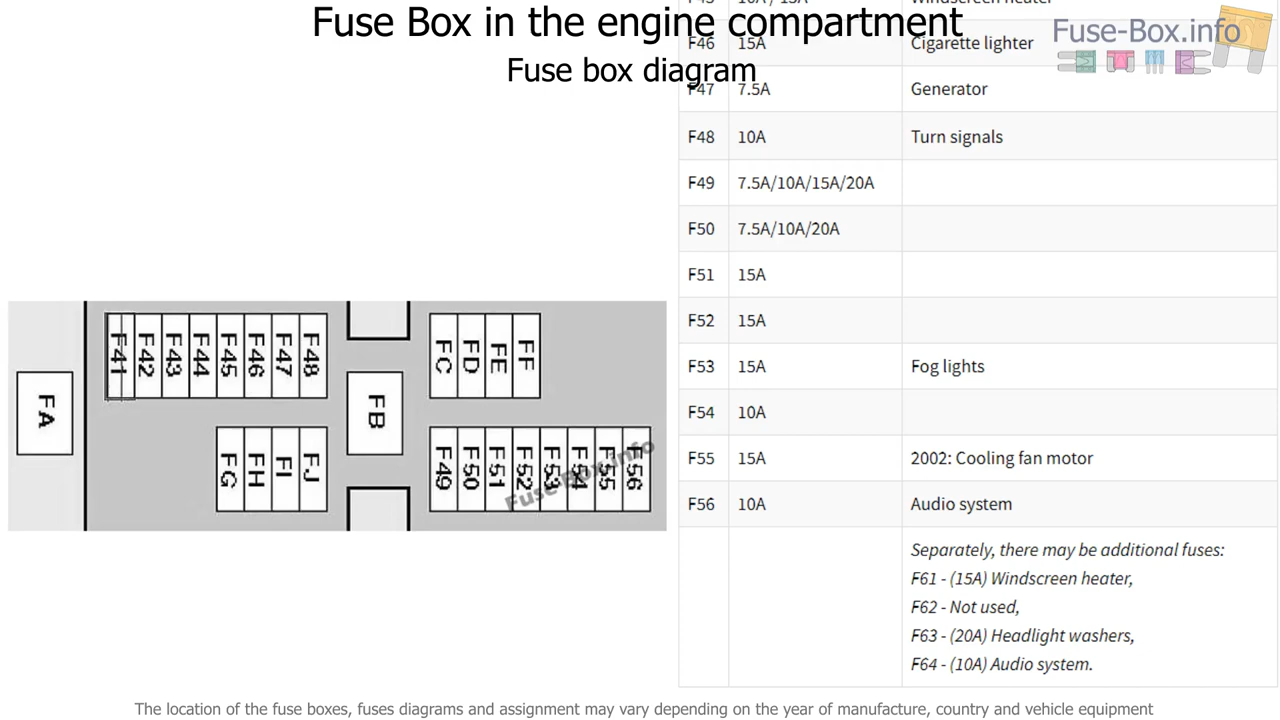 Fuse Box in the engine compartment
Fuse box diagram
Fuse-Box.info
F46 15A Cigarette lighter
F47 7.5A Generator
F48 10A Turn signals
F49 7.5A/10A/15A/20A
F50 7.5A/10A/20A
F51 15A
F52 15A
F53 15A Fog lights
F54 10A
F55 15A 2002: Cooling fan motor
F56 10A Audio system
Separately, there may be additional fuses:
F61 - (15A) Windscreen heater,
F62 - Not used,
F63 - (20A) Headlight washers,
F64 - (10A) Audio system.
FA
F41 F42 F43 F44 F45 F46 F47 F48
FG FH FI FJ
FB
FC FD FE FF
F49 F50 F51 F52 F53 F54 F55 F56
Fuse-Box.info
The location of the fuse boxes, fuses diagrams and assignment may vary depending on the year of manufacture, country and vehicle equipment